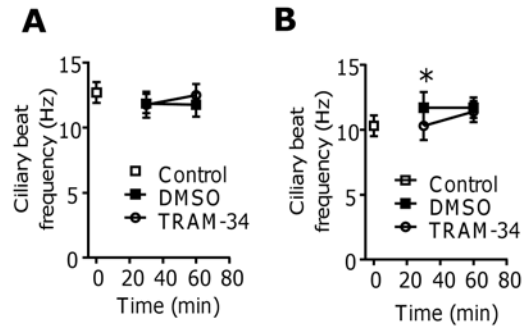 A
15
10
5
0
Ciliary beat
frequency (Hz)
Control
DMSO
TRAM-34
0 20 40 60 80
Time (min)
B
*
15
10
5
0
Ciliary beat
frequency (Hz)
Control
DMSO
TRAM-34
0 20 40 60 80
Time (min)